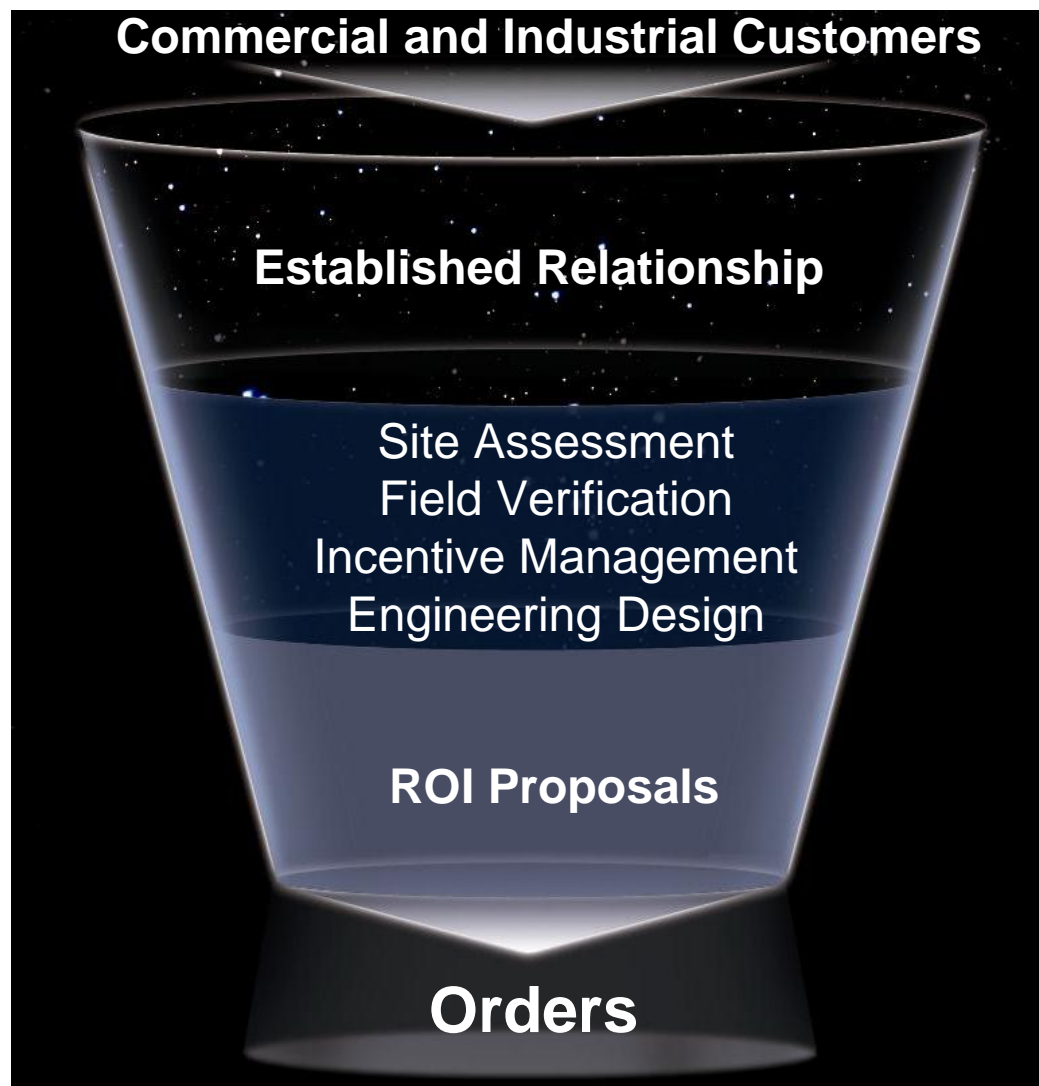 Commercial and Industrial Customers
Established Relationship
Site Assessment
Field Verification
Incentive Management
Engineering Design
ROI Proposals
Orders